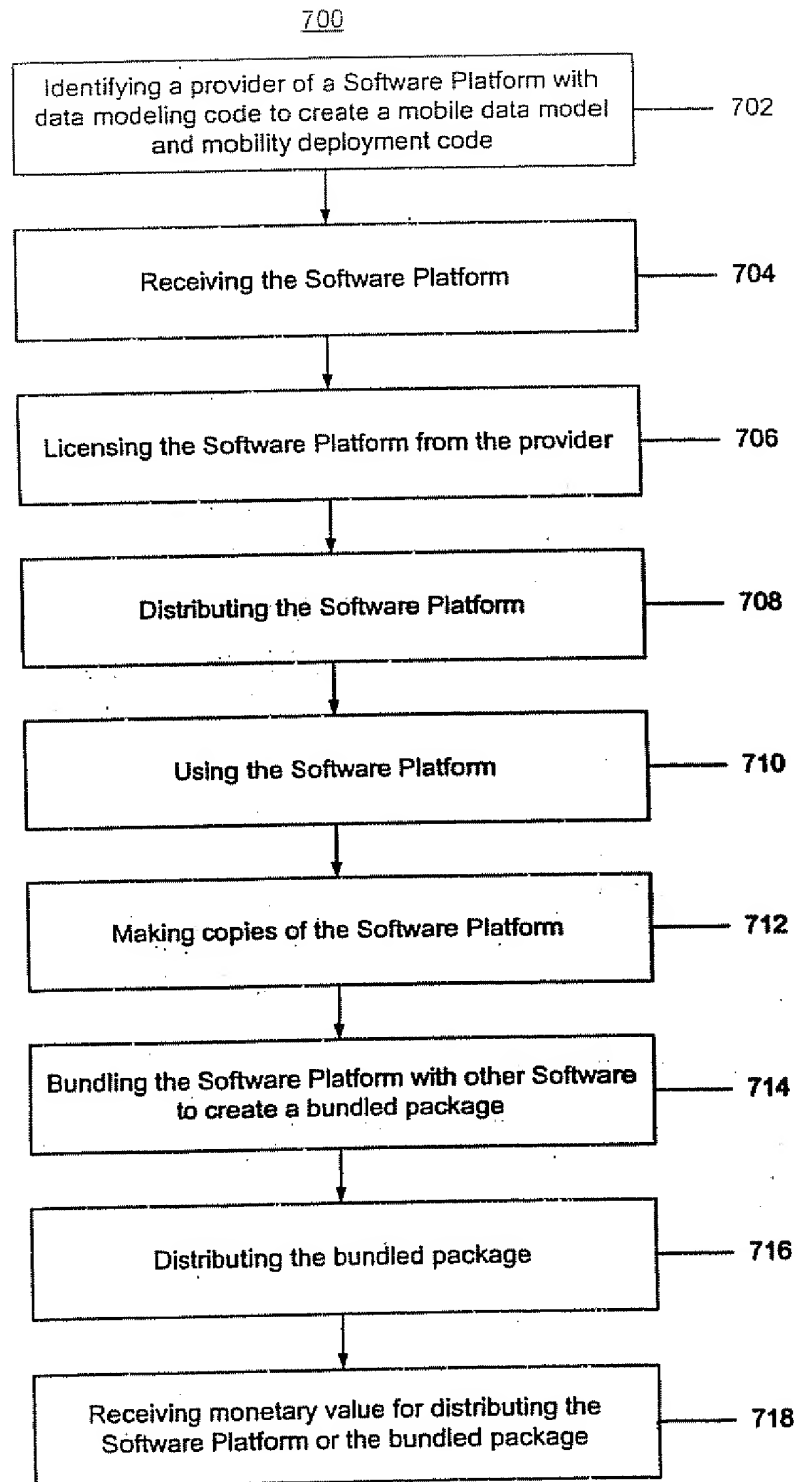 700
Identifying a provider of a Software Platform with
data modeling code to create a mobile data model
and mobility deployment code
702
Receiving the Software Platform
704
Licensing the Software Platform from the provider
706
Distributing the Software Platform
708
Using the Software Platform
710
Making copies of the Software Platform
712
Bundling the Software Platform with other Software
to create a bundled package
714
Distributing the bundled package
716
Receiving monetary value for distributing the
Software Platform or the bundled package
718